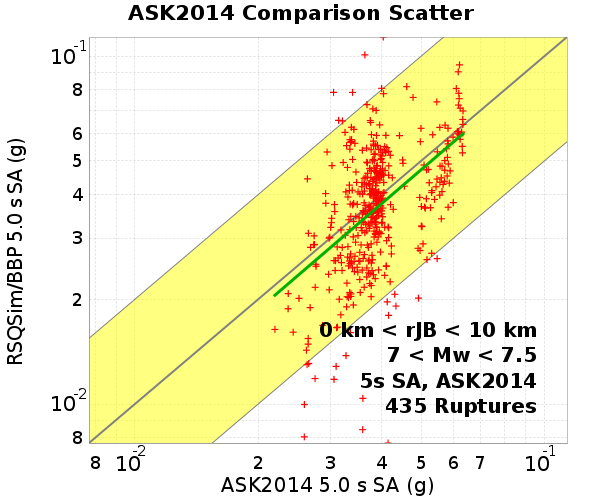 ASK2014 Comparison Scatter
RSQSim/BBP 5.0 s SA (g)
10-1
8
6
5
4
3
2
10-2
8
0 km < rJB < 10 km
7 < Mw < 7.5
5s SA, ASK2014
435 Ruptures
8 10-2 2 3 4 5 6 7 10-1
ASK2014 5.0 s SA (g)